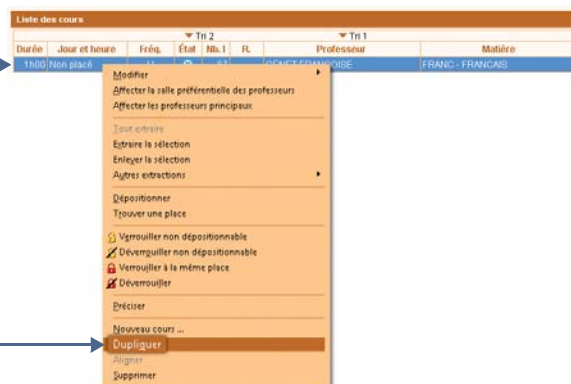 Liste des cours
Tri 2 Tri 1
Durée Jour et heure Fréq. État Nb. I R. Professeur Matière
1h00 Non placé FRANC - FRANCAIS
Modifier
Affecter la salle préférentielle des professeurs
Affecter les professeurs principaux
Tout extraire
Extraire la sélection
Enlever la sélection
Autres extractions
Dépositionner
Trouver une place
Verrouiller non dépositionnable
Déverrouiller non dépositionnable
Verrouiller à la même place
Déverrouiller
Préciser
Nouveau cours ...
Dupliquer
Aligner
Supprimer